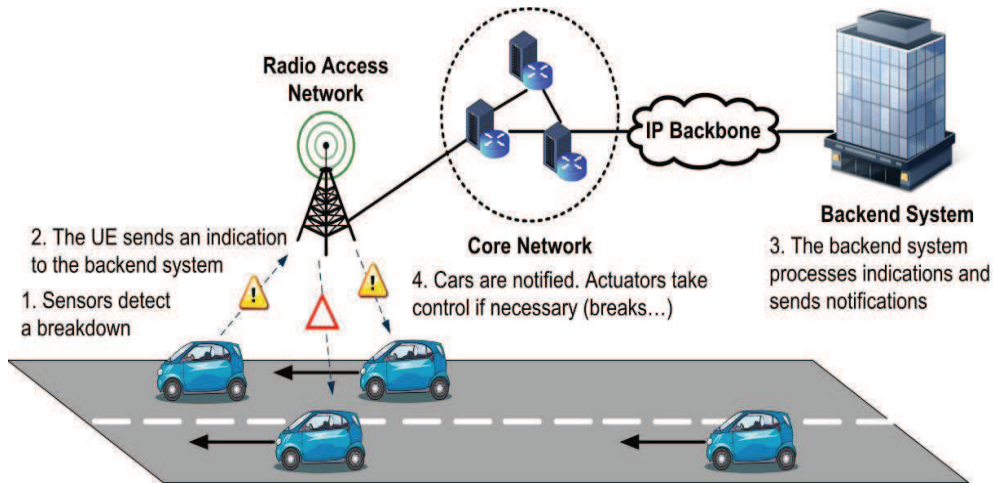 Radio Access
Network
IP Backbone
Core Network
Backend System
2. The UE sends an indication
to the backend system
1. Sensors detect
a breakdown
3. The backend system
processes indications and
sends notifications
4. Cars are notified. Actuators take
control if necessary (breaks…)